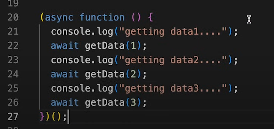 19
20 (async function () {
21 console.log("getting data1....");
22 await getData(1);
23 console.log("getting data2....");
24 await getData(2);
25 console.log("getting data3....");
26 await getData(3);
27 })();